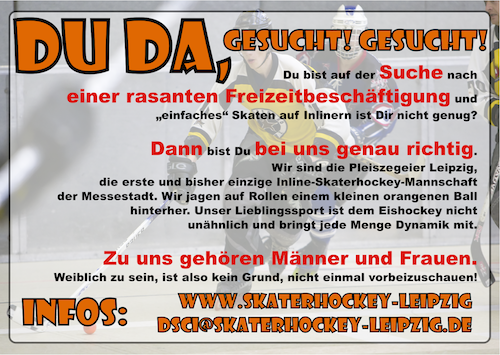 DU DA, GESUCHT! GESUCHT!
Du bist auf der Suche nach
einer rasanten Freizeitbeschäftigung und
„einfaches“ Skaten auf Inlinern ist Dir nicht genug?
Dann bist Du bei uns genau richtig.
Wir sind die Pleiszegeier Leipzig,
die erste und bisher einzige Inline-Skaterhockey-Mannschaft
der Messestadt. Wir jagen auf Rollen einem kleinen orangenen Ball
hinterher. Unser Lieblingssport ist dem Eishockey nicht
unähnlich und bringt jede Menge Dynamik mit.
Zu uns gehören Männer und Frauen.
Weiblich zu sein, ist also kein Grund, nicht einmal vorbeizuschauen!
INFOS: WWW.SKATERHOCKEY-LEIPZIG
DSCI@SKATERHOCKEY-LEIPZIG.DE